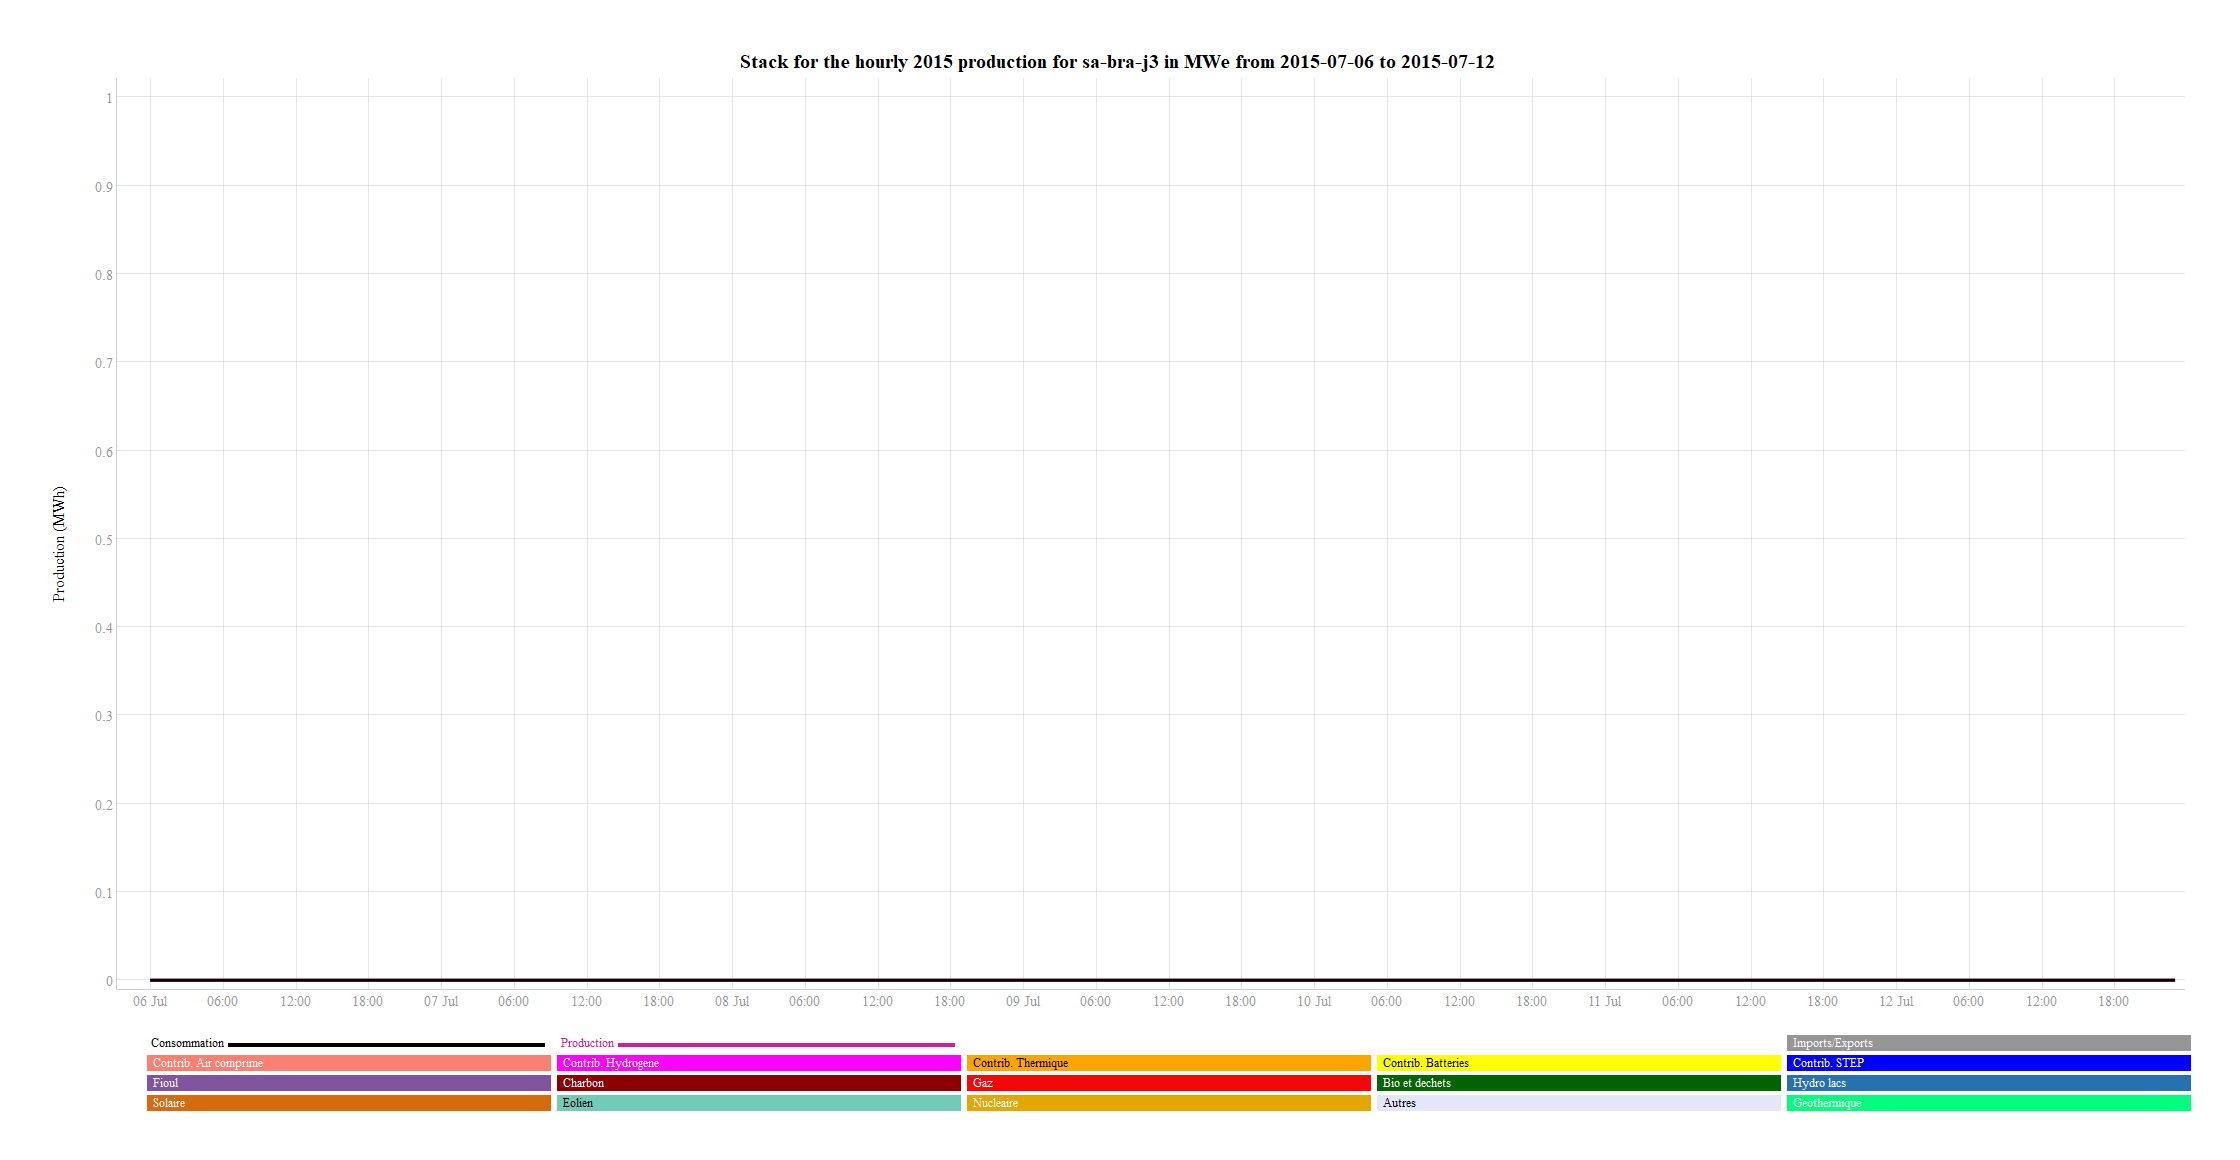 Stack for the hourly 2015 production for sa-bra-j3 in MWe from 2015-07-06 to 2015-07-12
Production (MWh)
1
0.9
0.8
0.7
0.6
0.5
0.4
0.3
0.2
0.1
0
06 Jul 06:00 12:00 18:00 07 Jul 06:00 12:00 18:00 08 Jul 06:00 12:00 18:00 09 Jul 06:00 12:00 18:00 10 Jul 06:00 12:00 18:00 11 Jul 06:00 12:00 18:00 12 Jul 06:00 12:00 18:00
Consommation Production Imports/Exports
Contrib. Air comprime Contrib. Hydrogene Contrib. Thermique Contrib. Batteries Contrib. STEP
Fioul Charbon Gaz Bio et dechets Hydro lacs
Solaire Eolien Nucleaire Autres Geothermique